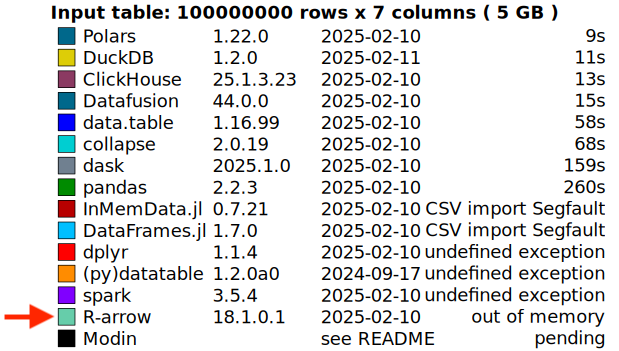 Input table: 100000000 rows x 7 columns ( 5 GB )
Polars 1.22.0 2025-02-10 9s
DuckDB 1.2.0 2025-02-11 11s
ClickHouse 25.1.3.23 2025-02-10 13s
Datafusion 44.0.0 2025-02-10 15s
data.table 1.16.99 2025-02-10 58s
collapse 2.0.19 2025-02-10 68s
dask 2025.1.0 2025-02-10 159s
pandas 2.2.3 2025-02-10 260s
InMemData.jl 0.7.21 2025-02-10 CSV import Segfault
DataFrames.jl 1.7.0 2025-02-10 CSV import Segfault
dplyr 1.1.4 2025-02-10 undefined exception
(py)datatable 1.2.0a0 2024-09-17 undefined exception
spark 3.5.4 2025-02-10 undefined exception
R-arrow 18.1.0.1 2025-02-10 out of memory
Modin see README pending